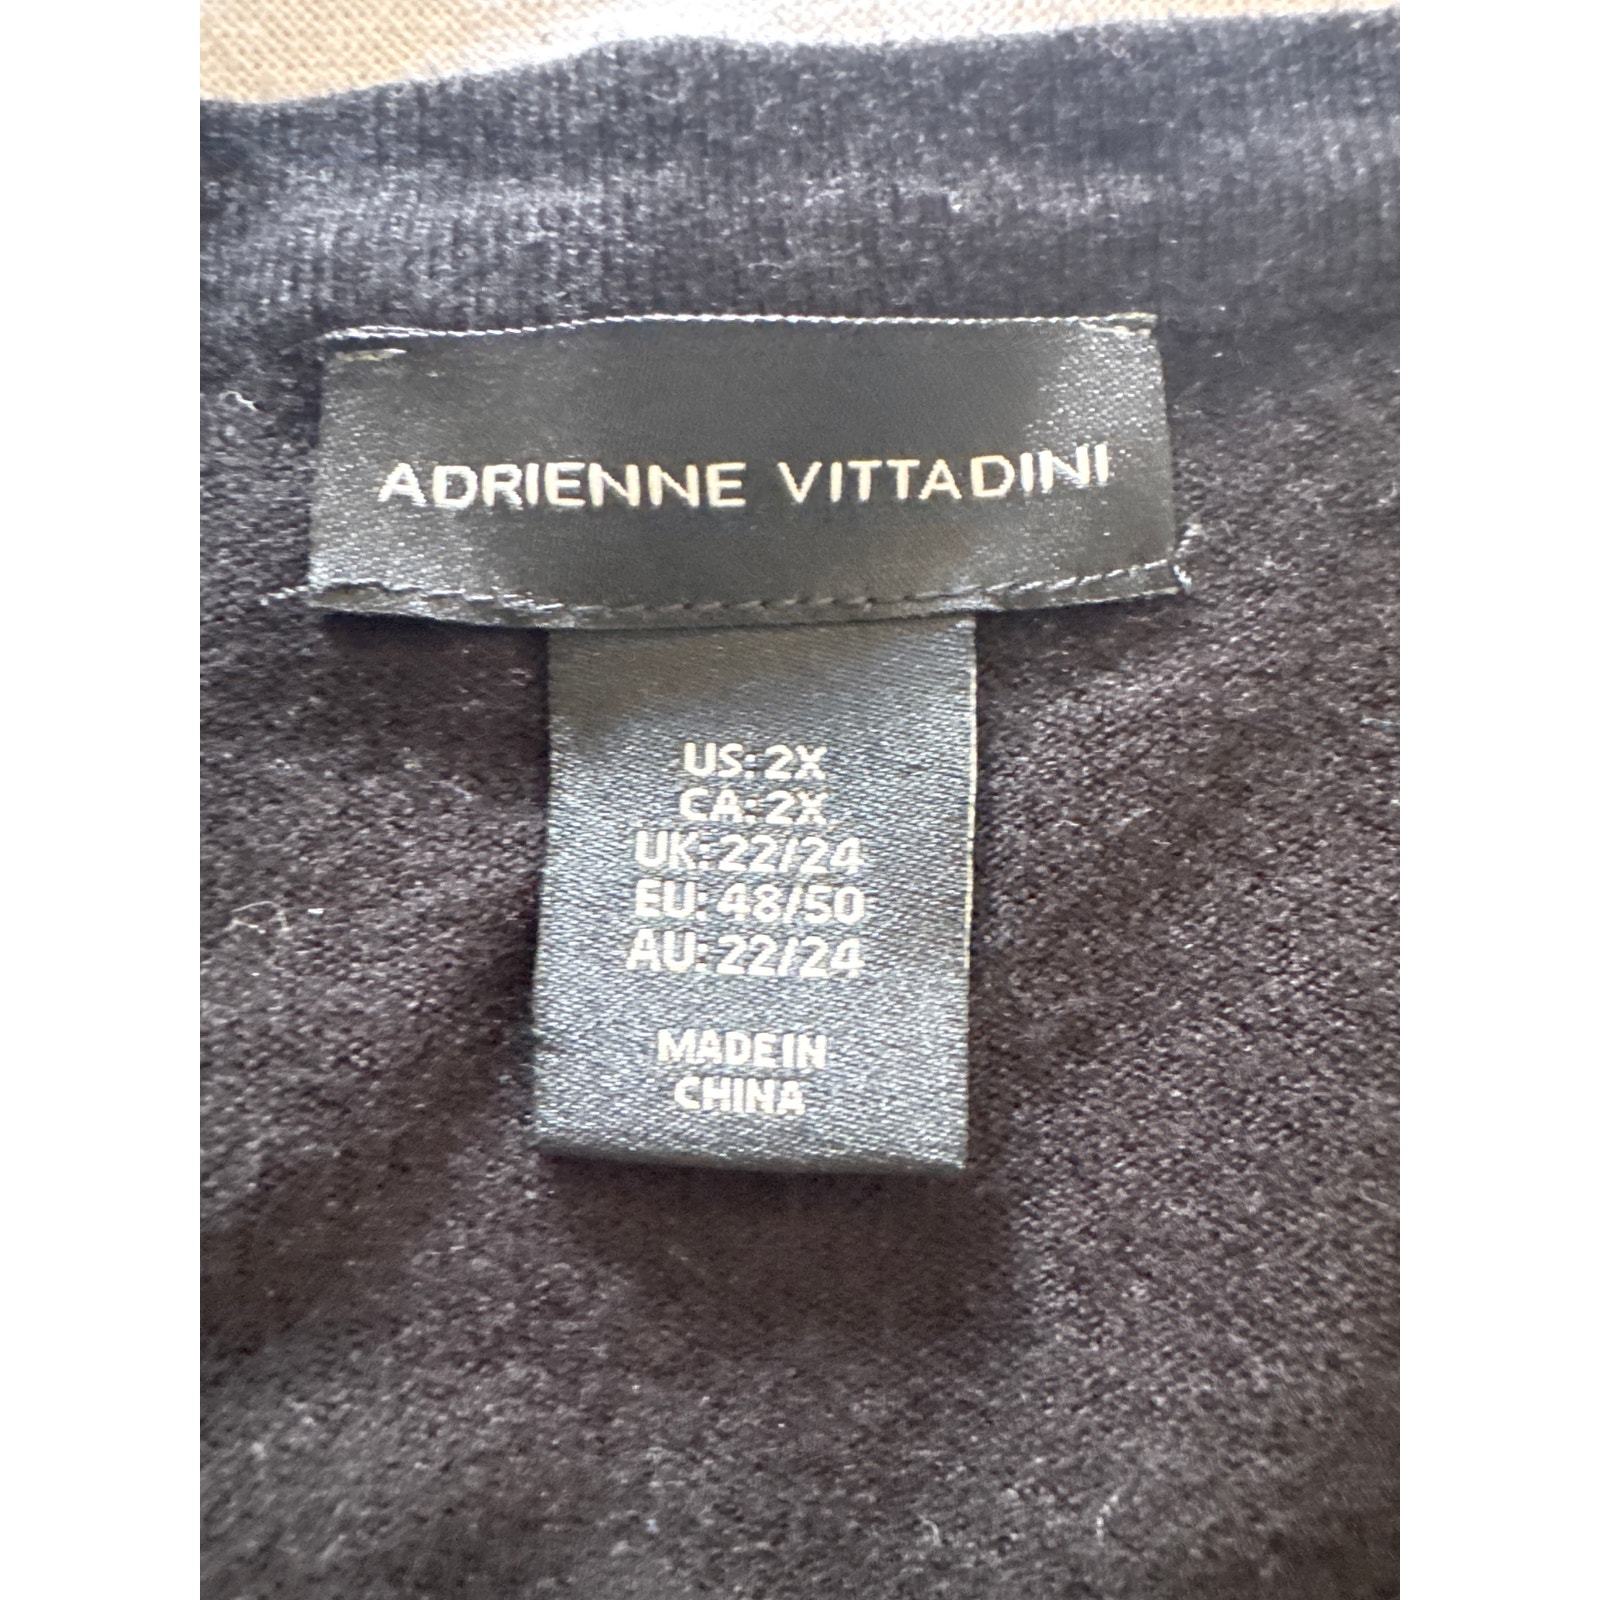 ADRIENNE VITTADINI
US: 2X
CA: 2X
UK: 22/24
EU: 48/50
AU: 22/24
MADE IN
CHINA